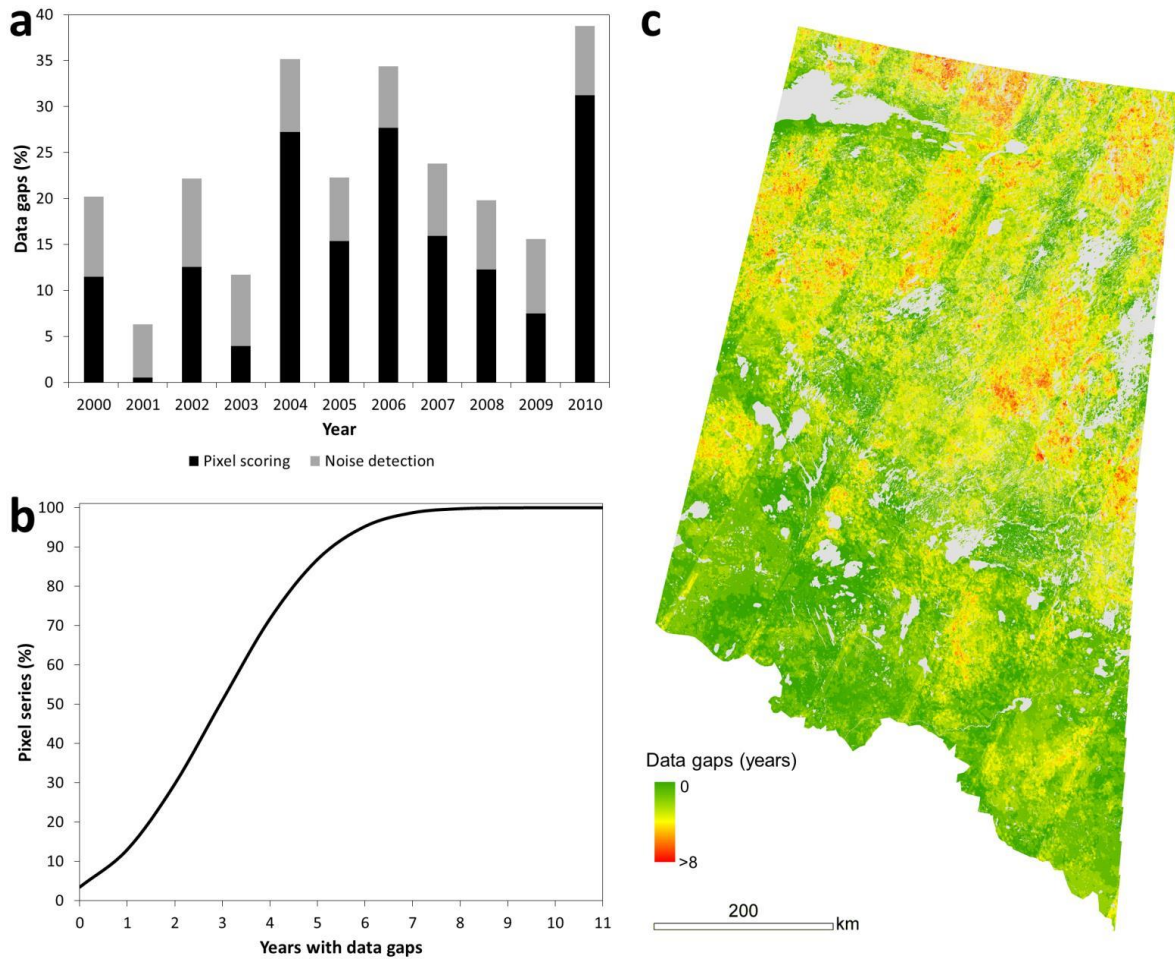 a
40
35
30
25
20
15
10
5
0
Data gaps (%)
2000 2001 2002 2003 2004 2005 2006 2007 2008 2009 2010
Year
Pixel scoring Noise detection
b
100
90
80
70
60
50
40
30
20
10
0
Pixel series (%)
0 1 2 3 4 5 6 7 8 9 10 11
Years with data gaps
c
Data gaps (years)
0
>8
200
km